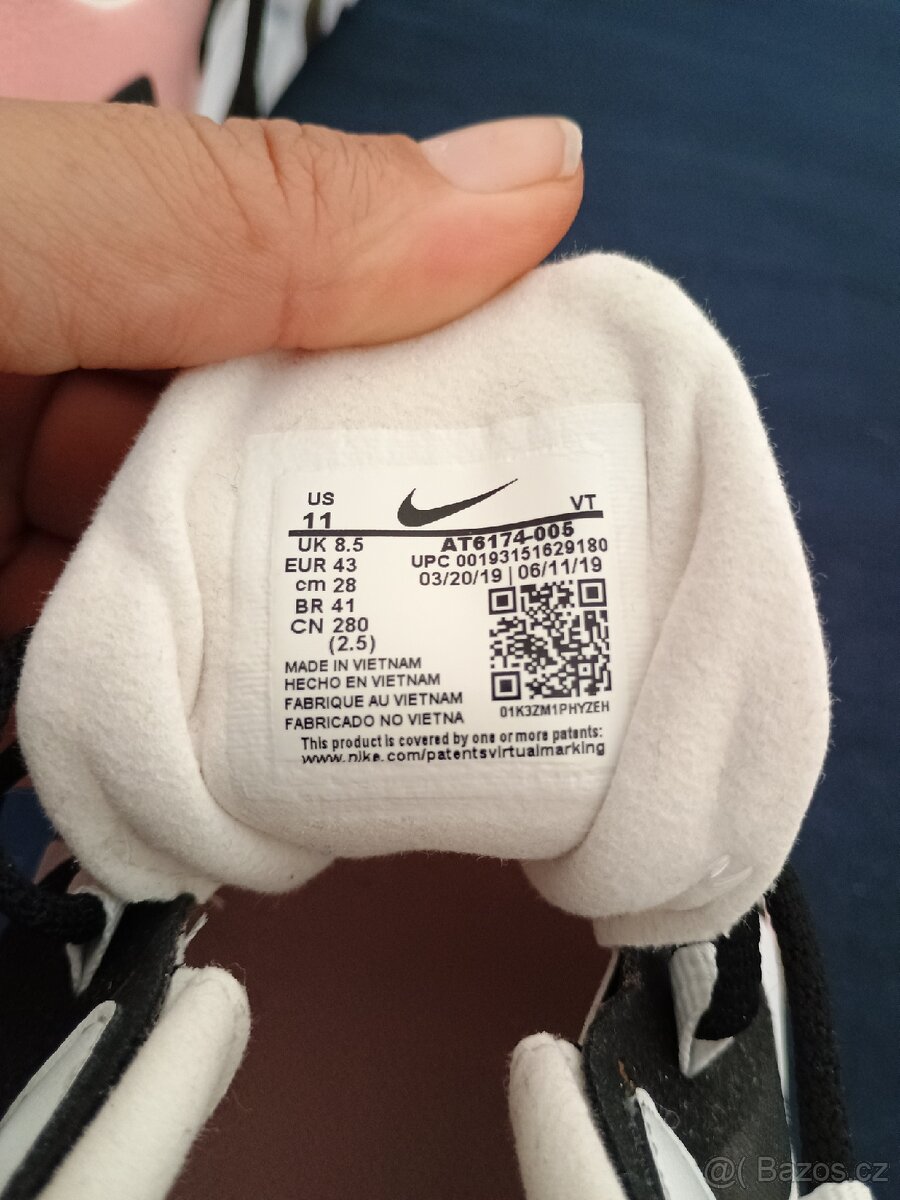 US
11
VT
UK 8.5
EUR 43
cm 28
BR 41
CN 280
(2.5)
AT6174-005
UPC 00193151629180
03/20/19 | 06/11/19
01K3ZM1PHYZEH
MADE IN VIETNAM
HECHO EN VIETNAM
FABRIQUE AU VIETNAM
FABRICADO NO VIETNA
This product is covered by one or more patents:
www.nike.com/patentsvirtualmarking
@( Bazos.cz